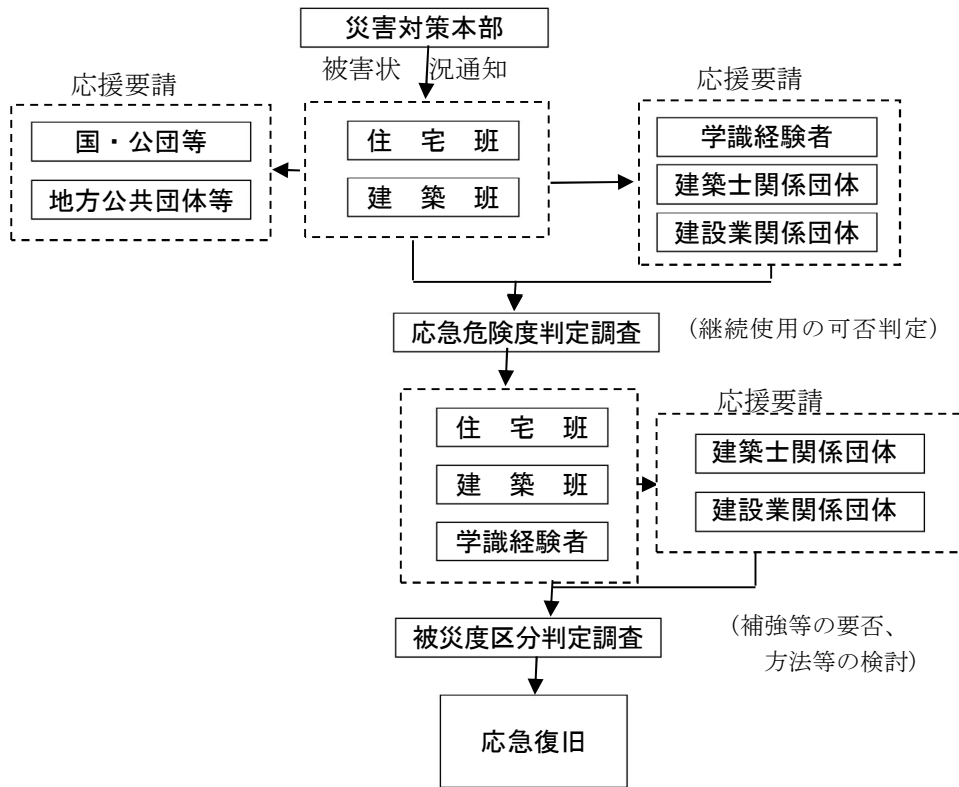 災害対策本部
被害状　況通知
応援要請
国・公団等
地方公共団体等
住　宅　班
建　築　班
応援要請
学識経験者
建築士関係団体
建設業関係団体
応急危険度判定調査
(継続使用の可否判定)
住　宅　班
建　築　班
学識経験者
応援要請
建築士関係団体
建設業関係団体
被災度区分判定調査
(補強等の要否、
方法等の検討)
応急復旧